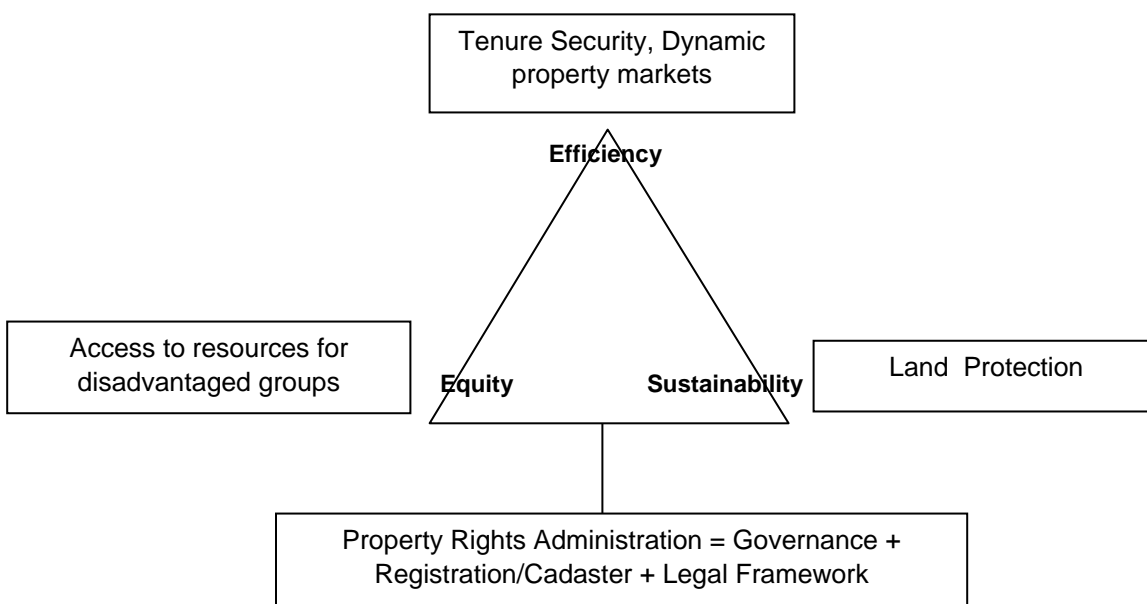 Tenure Security, Dynamic
property markets
Efficiency
Access to resources for
disadvantaged groups
Equity
Sustainability
Land Protection
Property Rights Administration = Governance +
Registration/Cadaster + Legal Framework